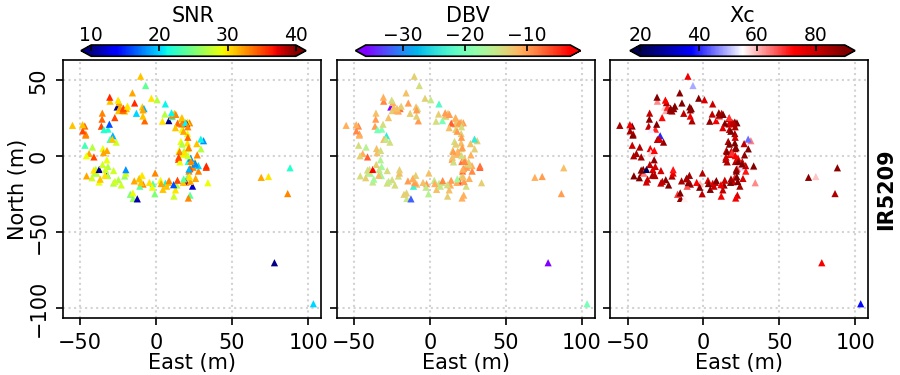 SNR DBV Xc
10 20 30 40 −30 −20 −10 20 40 60 80
North (m)
50
0
−50
−100
−50 0 50 100 −50 0 50 100 −50 0 50 100
East (m) East (m) East (m)
IR5209